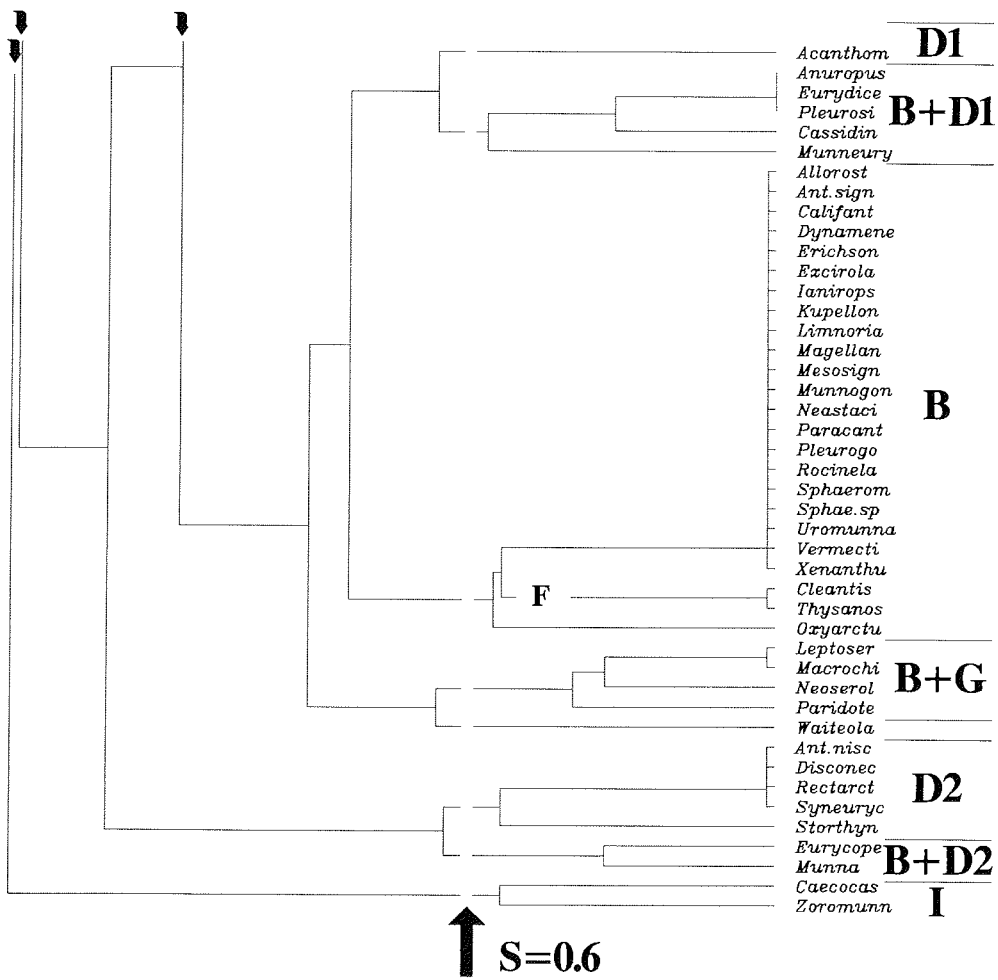 Acanthom D1
Anuropus
Eurydice
Pleurosi B+D1
Cassidin
Munneury
Allorost
Ant.sign
Califant
Dynamene
Erichson
Excirola
Ianirops
Kupellon
Limnoria
Magellan
Mesosign
Munnogon
Neastaci B
Paracant
Pleurogo
Rocinela
Sphaerom
Sphae.sp
Uromunna
Vermecti
Xenanthu
F Cleantis
Thysanos
Oxyarctu
Leptoser
Macrochi B+G
Neoserol
Paridote
Waiteola
Ant.nisc
Disconec
Rectarct D2
Syneuryc
Storthyn
Eurycope B+D2
Munna
Caecocas I
Zoromunn
S=0.6